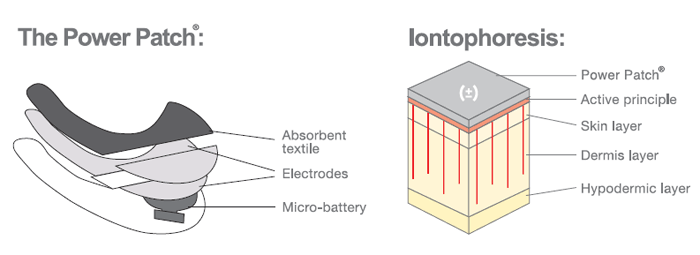 The Power Patch®:
Absorbent
textile
Electrodes
Micro-battery
Iontophoresis:
(±)
Power Patch®
Active principle
Skin layer
Dermis layer
Hypodermic layer